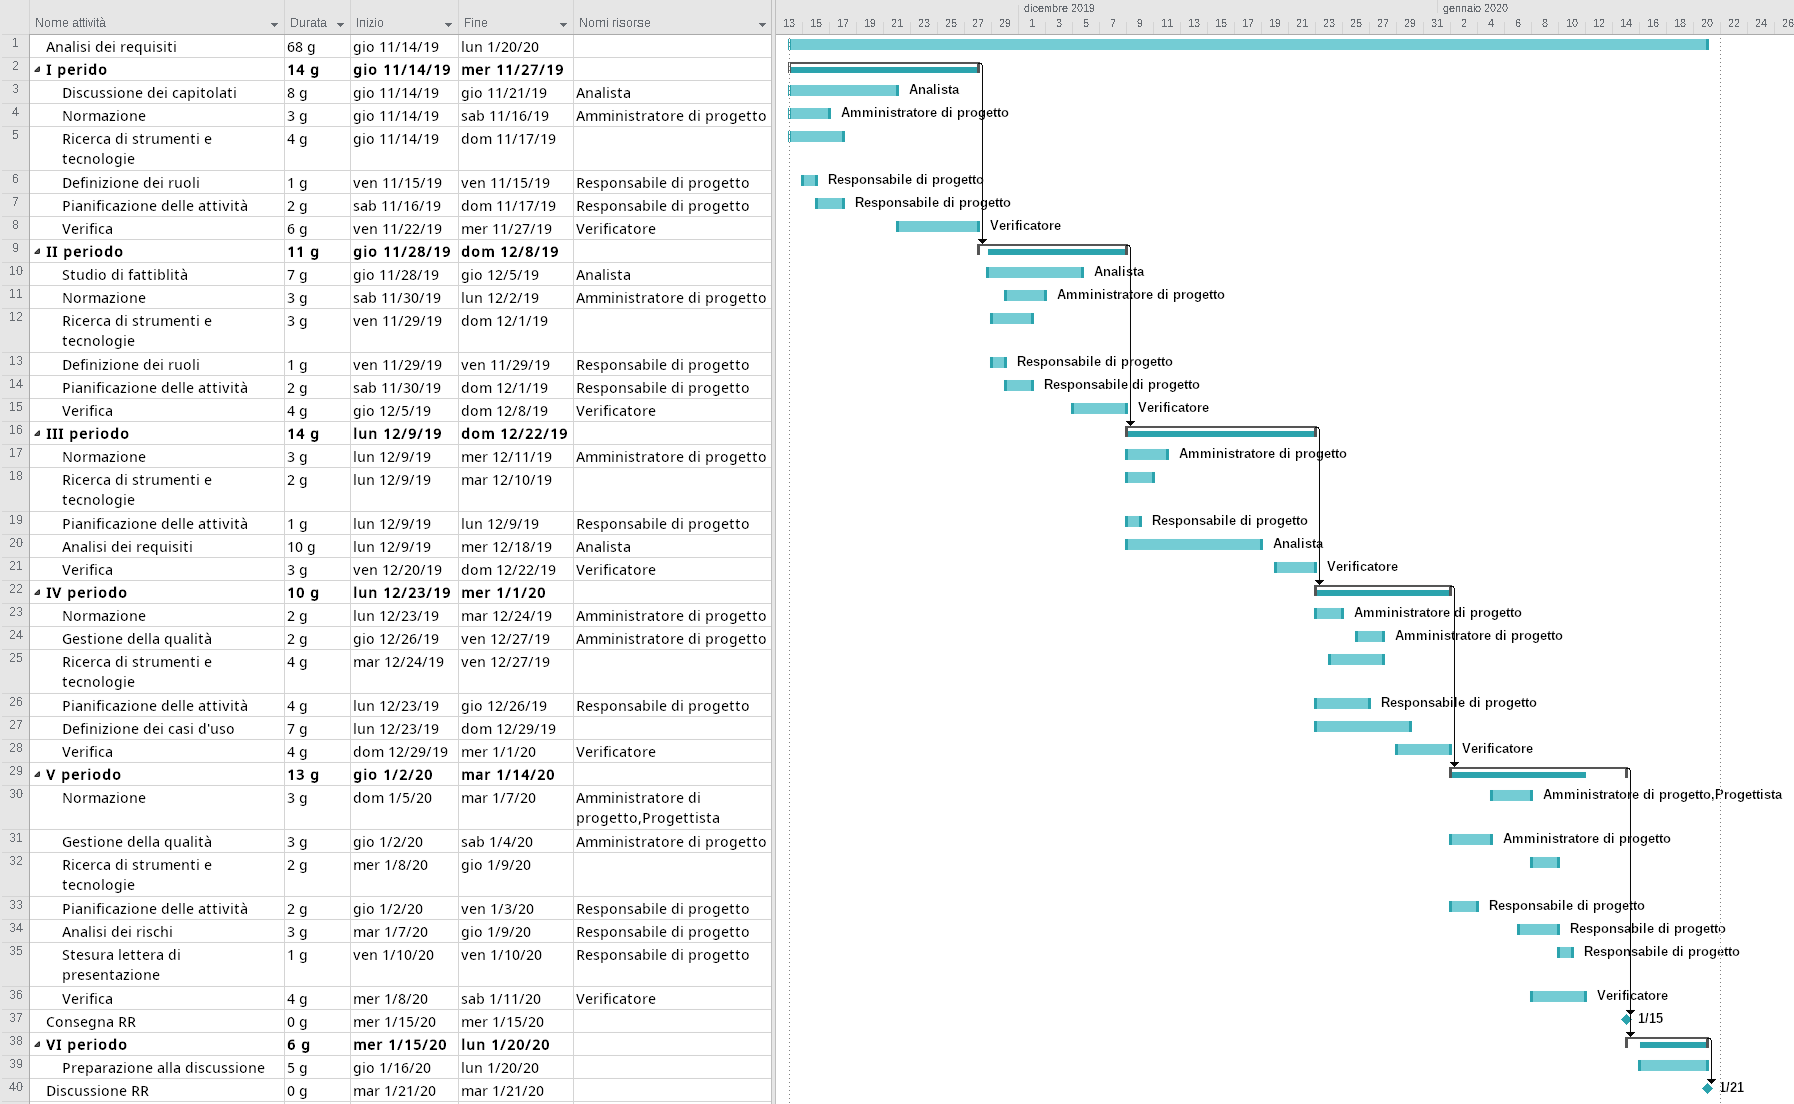 dicembre 2019 gennaio 2020
Nome attività Durata Inizio Fine Nomi risorse 13 15 17 19 21 23 25 27 29 1 3 5 7 9 11 13 15 17 19 21 23 25 27 29 31 2 4 6 8 10 12 14 16 18 20 22 24 26
1 Analisi dei requisiti 68 g gio 11/14/19 lun 1/20/20
2 I perido 14 g gio 11/14/19 mer 11/27/19
3 Discussione dei capitolati 8 g gio 11/14/19 gio 11/21/19 Analista Analista
4 Normazione 3 g gio 11/14/19 sab 11/16/19 Amministratore di progetto Amministratore di progetto
5 Ricerca di strumenti e 4 g gio 11/14/19 dom 11/17/19
tecnologie
6 Definizione dei ruoli 1 g ven 11/15/19 ven 11/15/19 Responsabile di progetto Responsabile di progetto
7 Pianificazione delle attività 2 g sab 11/16/19 dom 11/17/19 Responsabile di progetto Responsabile di progetto
8 Verifica 6 g ven 11/22/19 mer 11/27/19 Verificatore Verificatore
9 II periodo 11 g gio 11/28/19 dom 12/8/19
10 Studio di fattiblità 7 g gio 11/28/19 gio 12/5/19 Analista Analista
11 Normazione 3 g sab 11/30/19 lun 12/2/19 Amministratore di progetto Amministratore di progetto
12 Ricerca di strumenti e 3 g ven 11/29/19 dom 12/1/19
tecnologie
13 Definizione dei ruoli 1 g ven 11/29/19 ven 11/29/19 Responsabile di progetto Responsabile di progetto
14 Pianificazione delle attività 2 g sab 11/30/19 dom 12/1/19 Responsabile di progetto Responsabile di progetto
15 Verifica 4 g gio 12/5/19 dom 12/8/19 Verificatore Verificatore
16 III periodo 14 g lun 12/9/19 dom 12/22/19
17 Normazione 3 g lun 12/9/19 mer 12/11/19 Amministratore di progetto Amministratore di progetto
18 Ricerca di strumenti e 2 g lun 12/9/19 mar 12/10/19
tecnologie
19 Pianificazione delle attività 1 g lun 12/9/19 lun 12/9/19 Responsabile di progetto Responsabile di progetto
20 Analisi dei requisiti 10 g lun 12/9/19 mer 12/18/19 Analista Analista
21 Verifica 3 g ven 12/20/19 dom 12/22/19 Verificatore Verificatore
22 IV periodo 10 g lun 12/23/19 mer 1/1/20
23 Normazione 2 g lun 12/23/19 mar 12/24/19 Amministratore di progetto Amministratore di progetto
24 Gestione della qualità 2 g gio 12/26/19 ven 12/27/19 Amministratore di progetto Amministratore di progetto
25 Ricerca di strumenti e 4 g mar 12/24/19 ven 12/27/19
tecnologie
26 Pianificazione delle attività 4 g lun 12/23/19 gio 12/26/19 Responsabile di progetto Responsabile di progetto
27 Definizione dei casi d'uso 7 g lun 12/23/19 dom 12/29/19
28 Verifica 4 g dom 12/29/19 mer 1/1/20 Verificatore Verificatore
29 V periodo 13 g gio 1/2/20 mar 1/14/20
30 Normazione 3 g dom 1/5/20 mar 1/7/20 Amministratore di Amministratore di progetto,Progettista
progetto,Progettista
31 Gestione della qualità 3 g gio 1/2/20 sab 1/4/20 Amministratore di progetto Amministratore di progetto
32 Ricerca di strumenti e 2 g mer 1/8/20 gio 1/9/20
tecnologie
33 Pianificazione delle attività 2 g gio 1/2/20 ven 1/3/20 Responsabile di progetto Responsabile di progetto
34 Analisi dei rischi 3 g mar 1/7/20 gio 1/9/20 Responsabile di progetto Responsabile di progetto
35 Stesura lettera di 1 g ven 1/10/20 ven 1/10/20 Responsabile di progetto Responsabile di progetto
presentazione
36 Verifica 4 g mer 1/8/20 sab 1/11/20 Verificatore Verificatore
37 Consegna RR 0 g mer 1/15/20 mer 1/15/20 1/15
38 VI periodo 6 g mer 1/15/20 lun 1/20/20
39 Preparazione alla discussione 5 g gio 1/16/20 lun 1/20/20
40 Discussione RR 0 g mar 1/21/20 mar 1/21/20 1/21